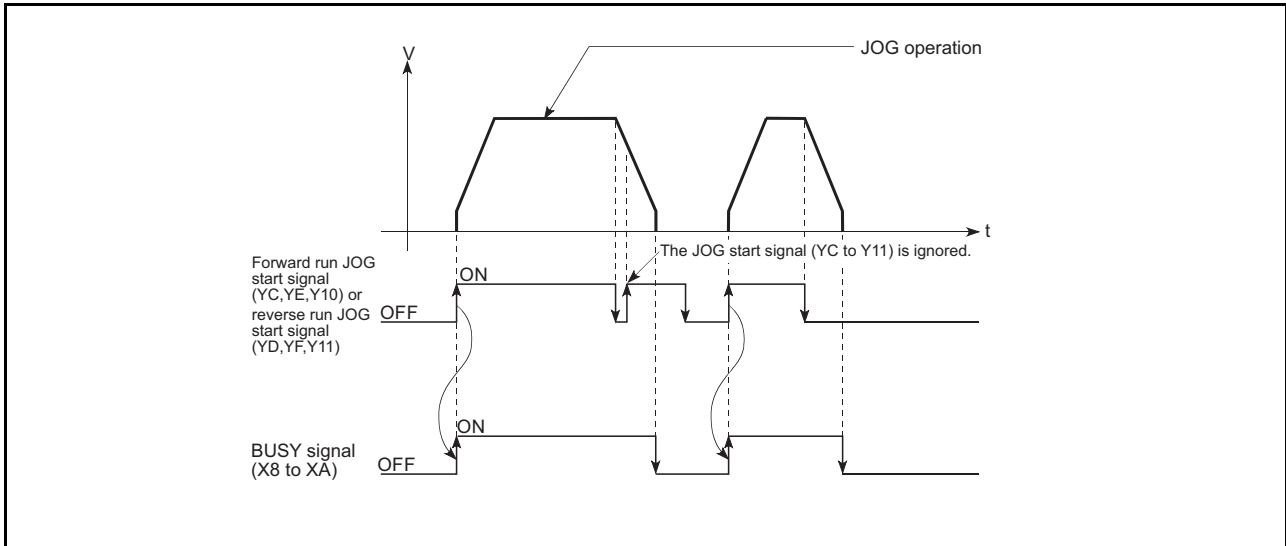 V
JOG operation
t
The JOG start signal (YC to Y11) is ignored.
Forward run JOG
start signal
(YC,YE,Y10) or
reverse run JOG
start signal
(YD,YF,Y11)
ON
OFF
ON
BUSY signal
(X8 to XA)
OFF